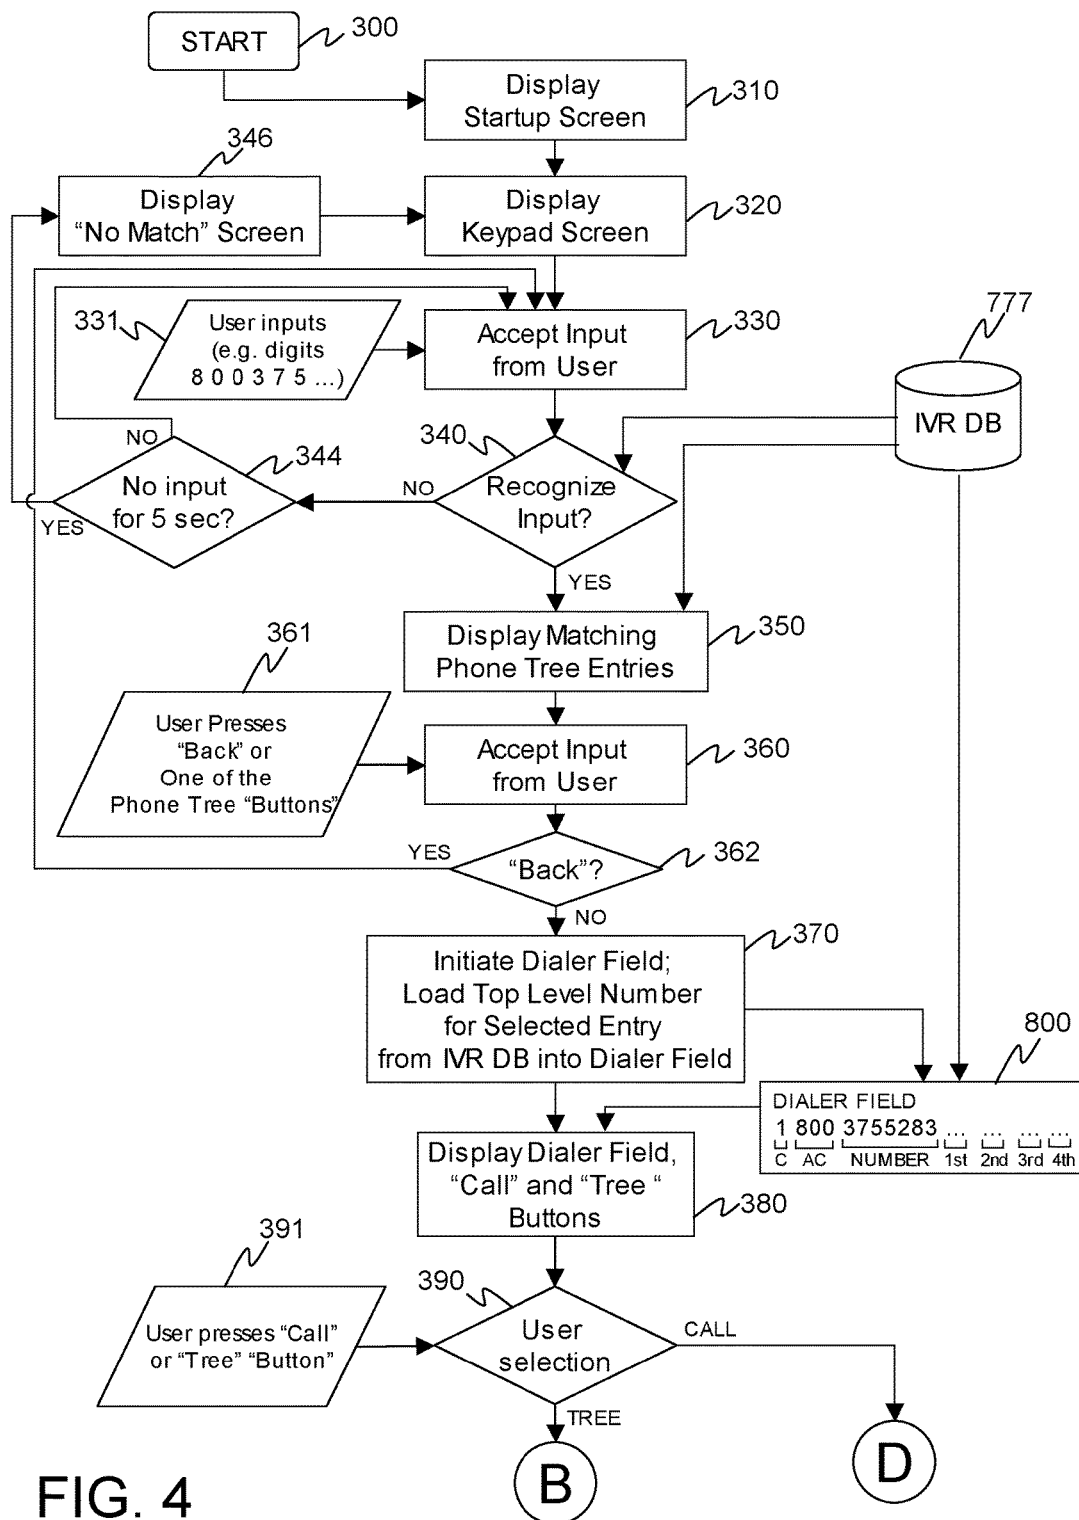 START
300
Display
Startup Screen
310
346
Display
“No Match” Screen
Display
Keypad Screen
320
331
User inputs
(e.g. digits
8 0 0 3 7 5 ...)
Accept Input
from User
330
777
IVR DB
NO
344
No input
for 5 sec?
YES
340
NO
Recognize
Input?
YES
Display Matching
Phone Tree Entries
350
361
User Presses
“Back” or
One of the
Phone Tree “Buttons”
Accept Input
from User
360
YES
“Back”?
362
NO
Initiate Dialer Field;
Load Top Level Number
for Selected Entry
from IVR DB into Dialer Field
370
800
DIALER FIELD
1 800 3755283 ... ... ... ...
C AC NUMBER 1st 2nd 3rd 4th
Display Dialer Field,
“Call” and “Tree “
Buttons
380
391
User presses “Call”
or “Tree” “Button”
390
User
selection
CALL
TREE
B
D
FIG. 4